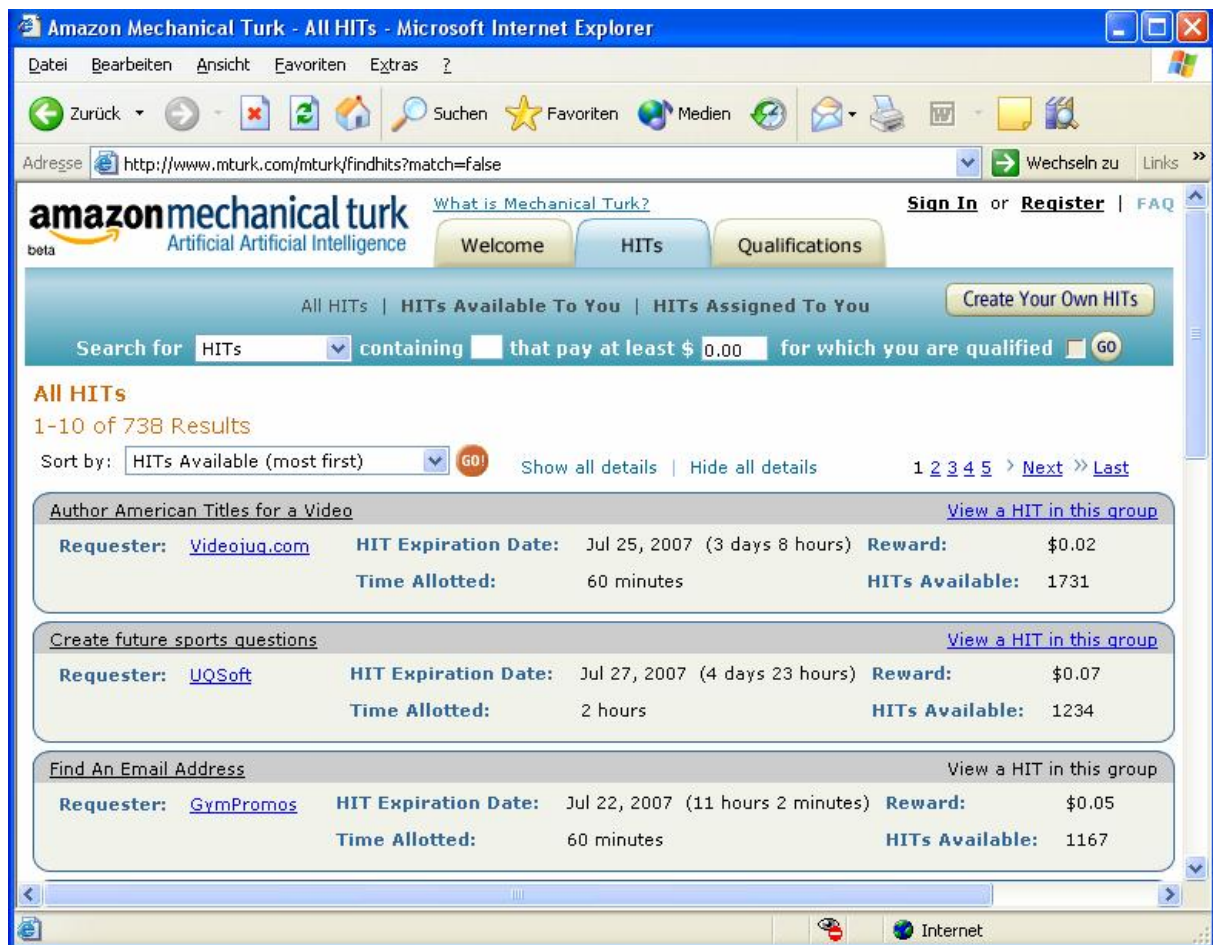 Amazon Mechanical Turk - All HITs - Microsoft Internet Explorer
Datei Bearbeiten Ansicht Favoriten Extras ?
Zurück Suchen Favoriten Medien
Adresse http://www.mturk.com/mturk/findhits?match=false Wechseln zu Links »
amazon mechanical turk What is Mechanical Turk? Sign In or Register | FAQ
beta Artificial Artificial Intelligence Welcome HITs Qualifications
All HITs | HITs Available To You | HITs Assigned To You Create Your Own HITs
Search for HITs containing that pay at least $ 0.00 for which you are qualified GO
All HITs
1-10 of 738 Results
Sort by: HITs Available (most first) GO! Show all details | Hide all details 1 2 3 4 5 › Next » Last
Author American Titles for a Video View a HIT in this group
Requester: Videojug.com HIT Expiration Date: Jul 25, 2007 (3 days 8 hours) Reward: $0.02
Time Allotted: 60 minutes HITs Available: 1731
Create future sports questions View a HIT in this group
Requester: UQSoft HIT Expiration Date: Jul 27, 2007 (4 days 23 hours) Reward: $0.07
Time Allotted: 2 hours HITs Available: 1234
Find An Email Address View a HIT in this group
Requester: GymPromos HIT Expiration Date: Jul 22, 2007 (11 hours 2 minutes) Reward: $0.05
Time Allotted: 60 minutes HITs Available: 1167
Internet